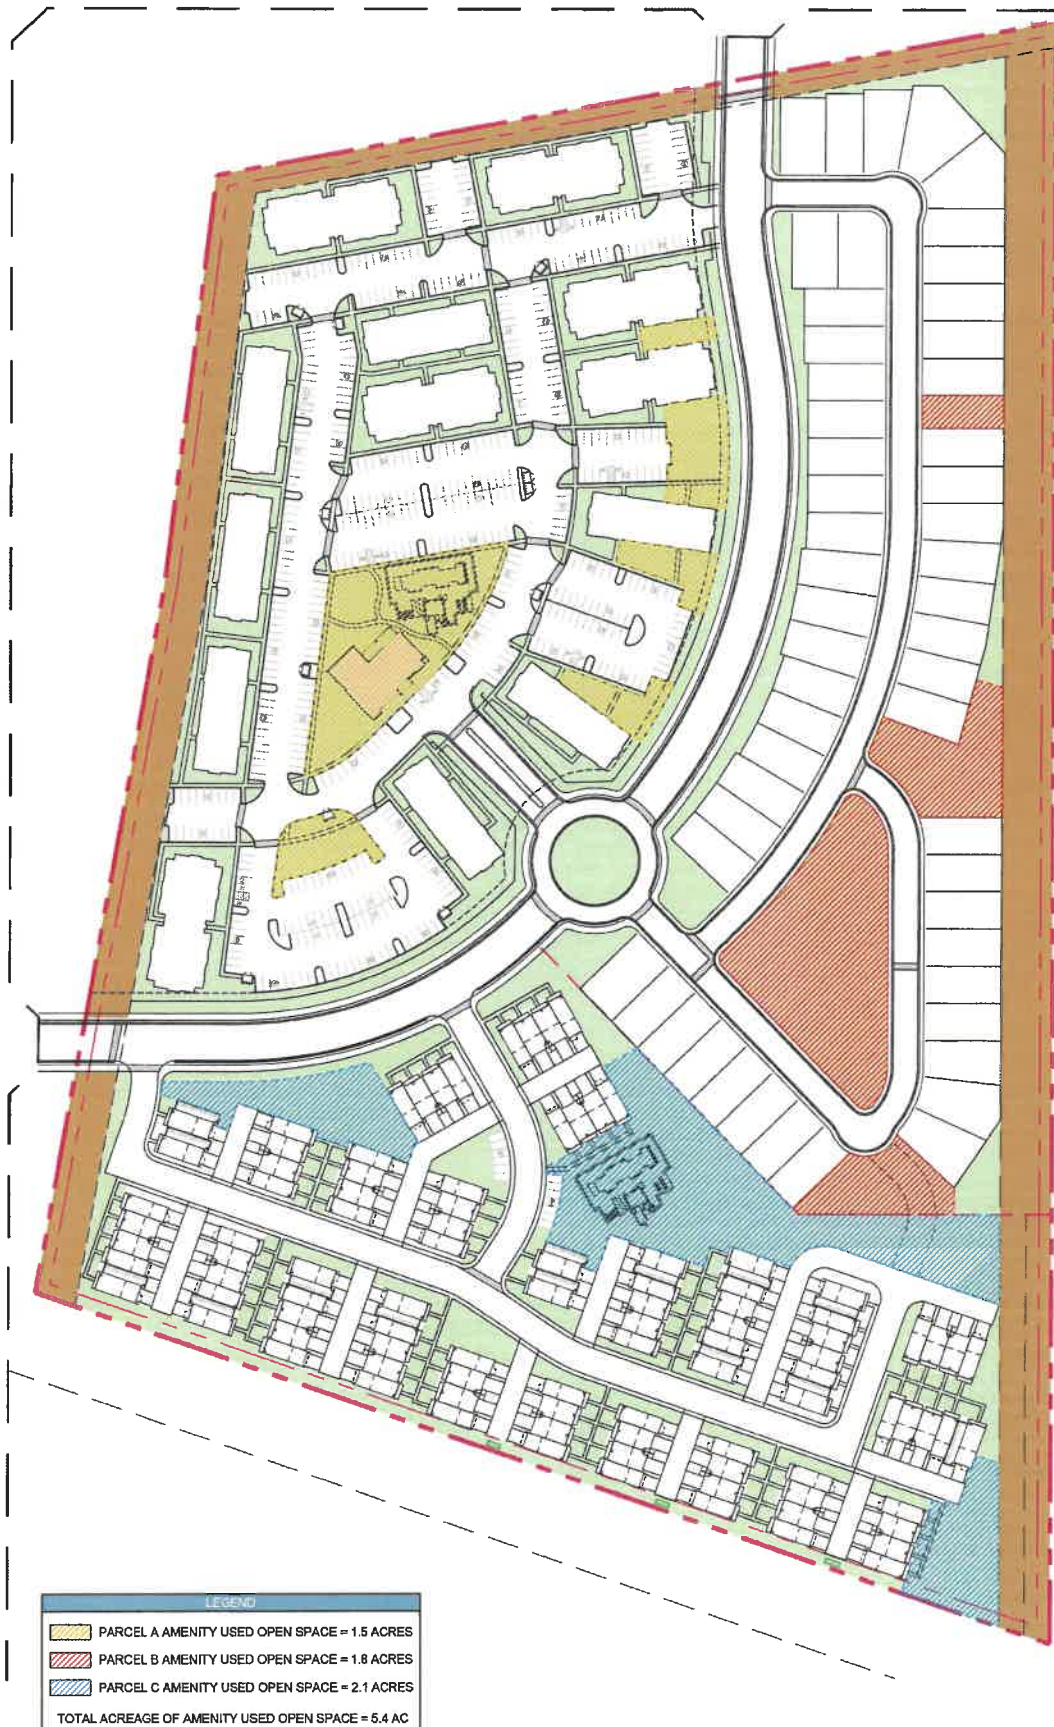 LEGEND
PARCEL A AMENITY USED OPEN SPACE = 1.5 ACRES
PARCEL B AMENITY USED OPEN SPACE = 1.8 ACRES
PARCEL C AMENITY USED OPEN SPACE = 2.1 ACRES
TOTAL ACREAGE OF AMENITY USED OPEN SPACE = 5.4 AC